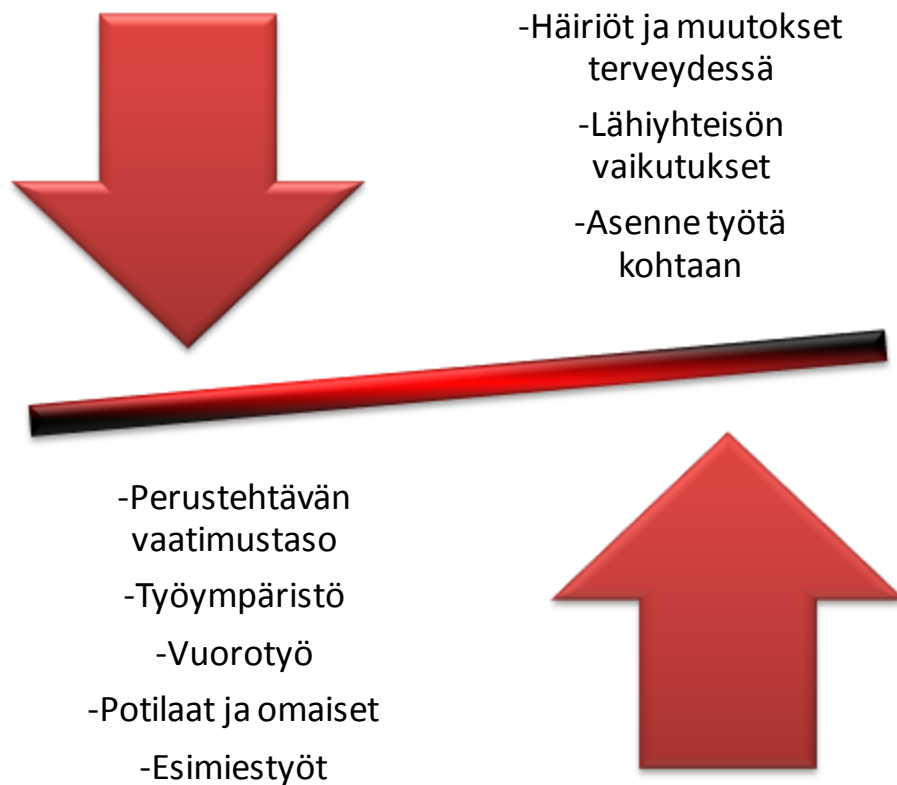 -Häiriöt ja muutokset
terveydessä
-Lähiyhteisön
vaikutukset
-Asenne työtä
kohtaan
-Perustehtävän
vaatimustaso
-Työympäristö
-Vuorotyö
-Potilaat ja omaiset
-Esimiestyöt